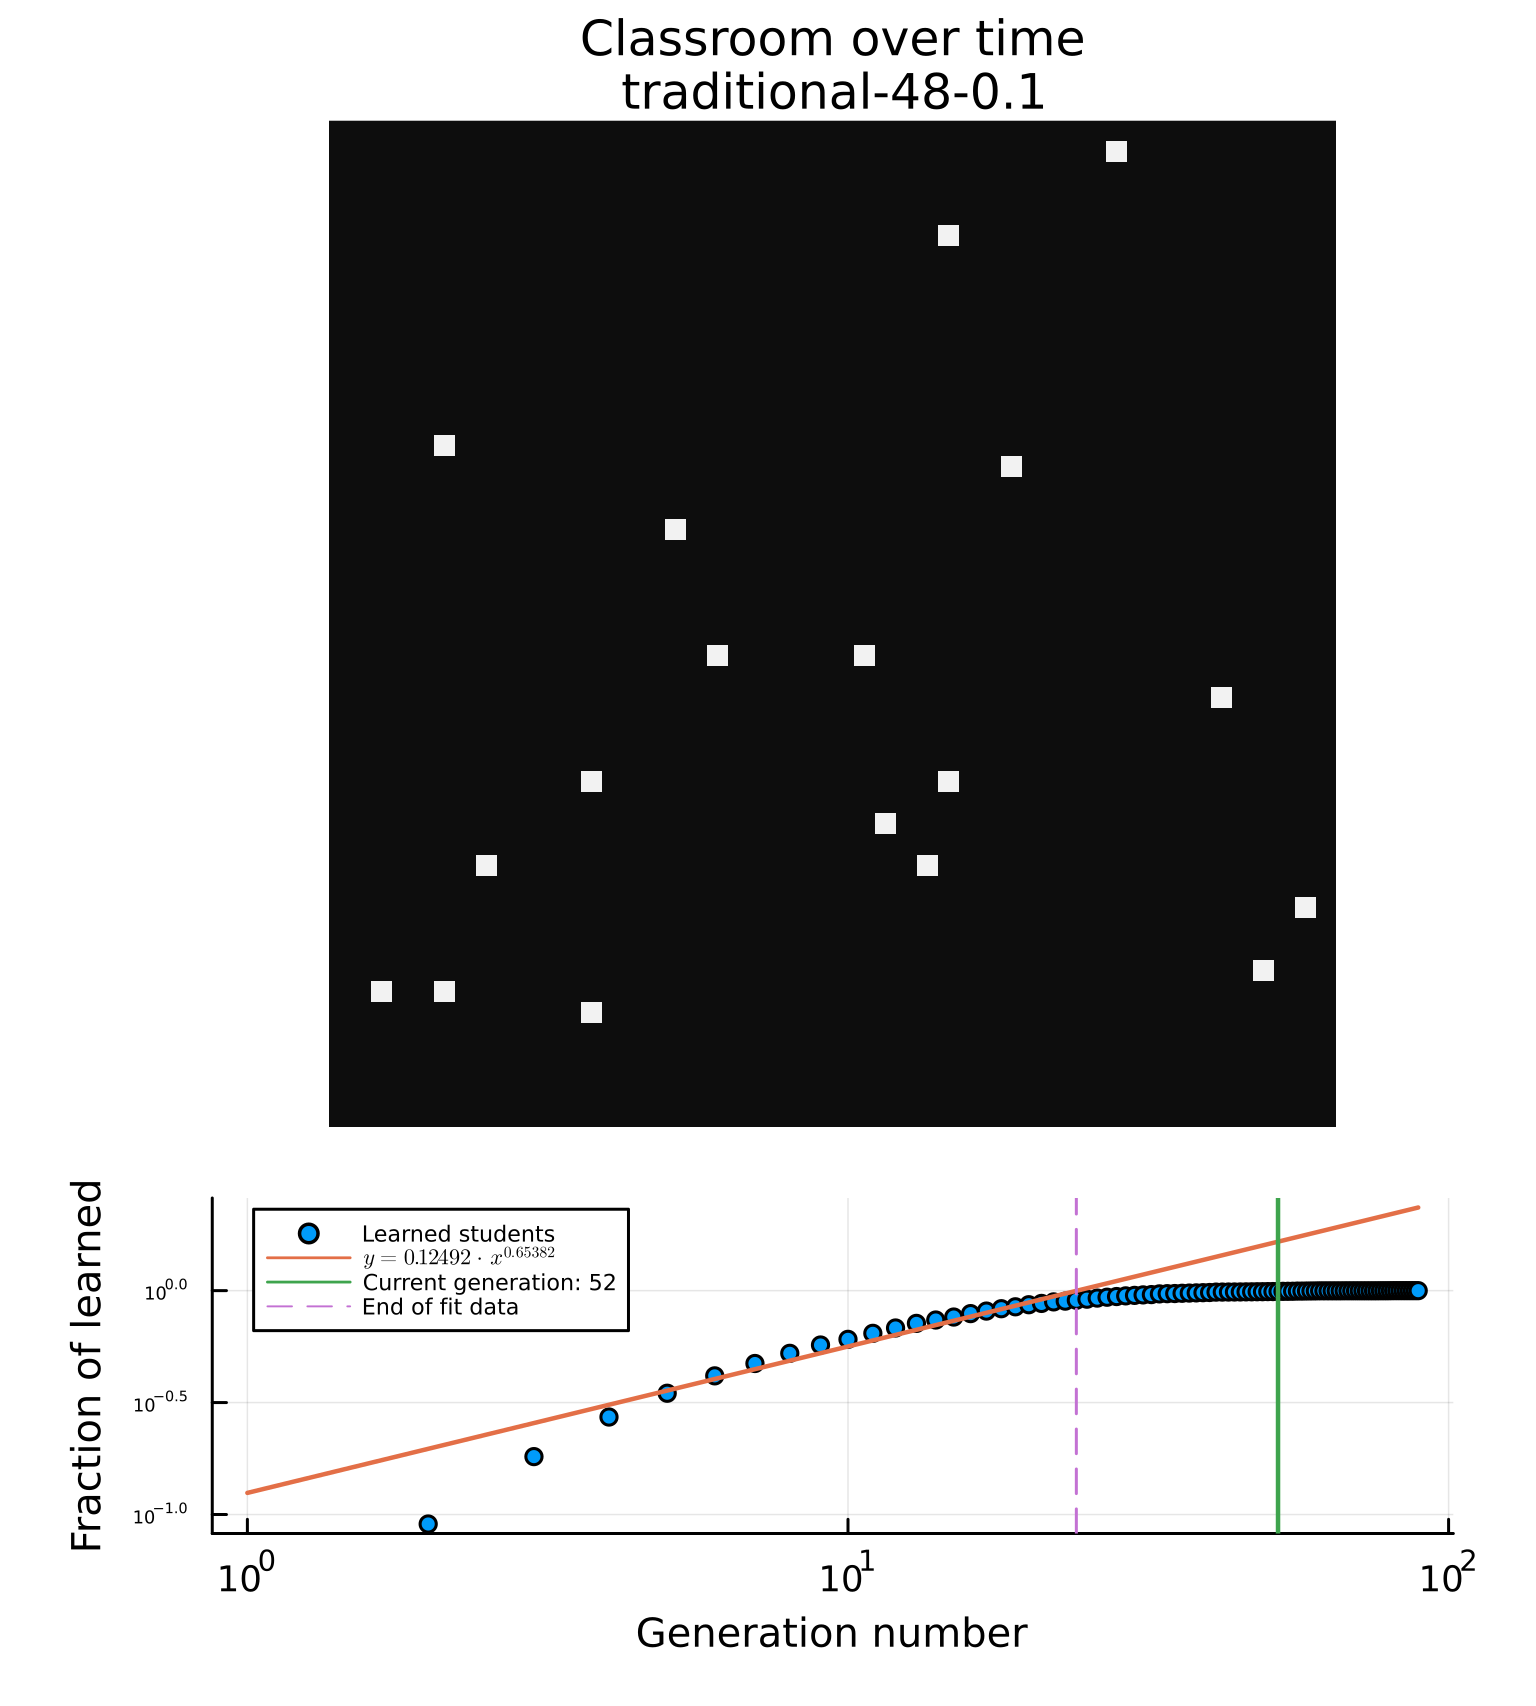 Classroom over time
traditional-48-0.1
Fraction of learned
10^0.0
10^−0.5
10^−1.0
Learned students
y = 0.12492 · x^0.65382
Current generation: 52
End of fit data
10^0
10^1
10^2
Generation number